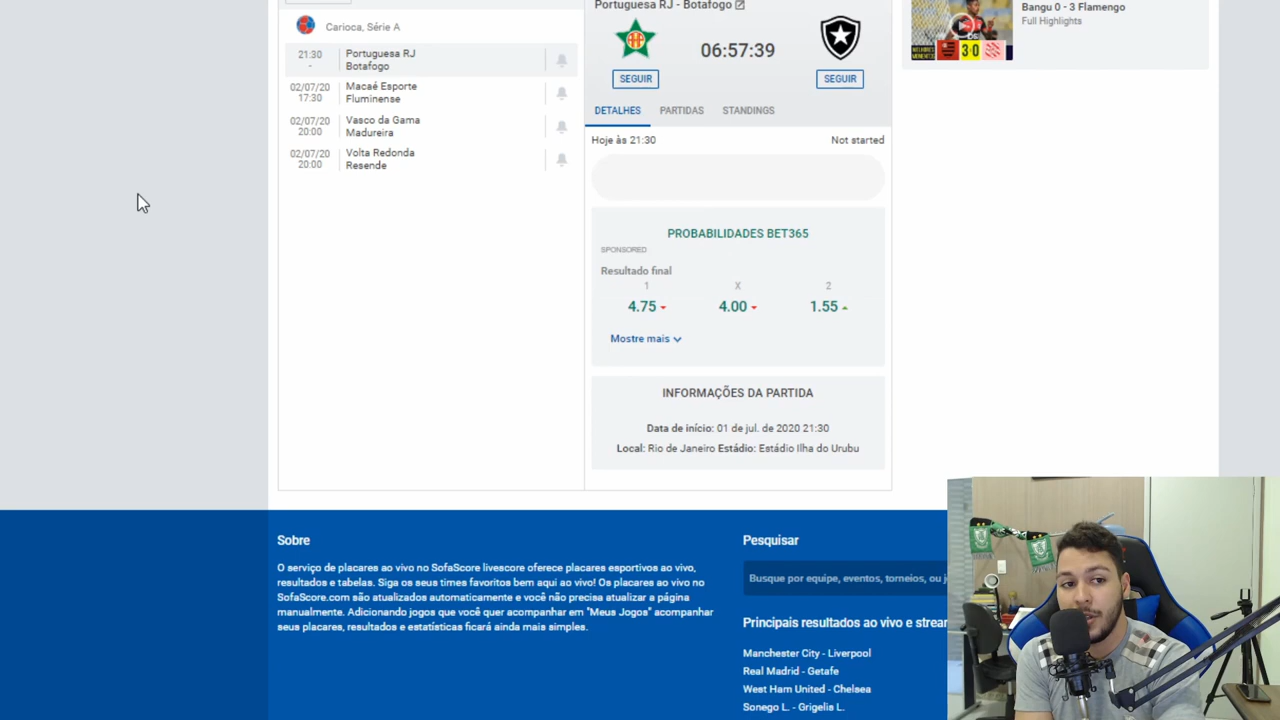 Carioca, Série A
21:30
-
Portuguesa RJ
Botafogo
02/07/20
17:30
Macaé Esporte
Fluminense
02/07/20
20:00
Vasco da Gama
Madureira
02/07/20
20:00
Volta Redonda
Resende
Portuguesa RJ - Botafogo
06:57:39
SEGUIR
SEGUIR
DETALHES PARTIDAS STANDINGS
Hoje às 21:30 Not started
PROBABILIDADES BET365
SPONSORED
Resultado final
1 X 2
4.75 4.00 1.55
Mostre mais
INFORMAÇÕES DA PARTIDA
Data de início: 01 de jul. de 2020 21:30
Local: Rio de Janeiro Estádio: Estádio Ilha do Urubu
Bangu 0 - 3 Flamengo
Full Highlights
MELHORES
MOMENTOS
3 0
Sobre
O serviço de placares ao vivo no SofaScore livescore oferece placares esportivos ao vivo,
resultados e tabelas. Siga os seus times favoritos bem aqui ao vivo! Os placares ao vivo no
SofaScore.com são atualizados automaticamente e você não precisa atualizar a página
manualmente. Adicionando jogos que você quer acompanhar em "Meus Jogos" acompanhar
seus placares, resultados e estatísticas ficará ainda mais simples.
Pesquisar
Busque por equipe, eventos, torneios, ou
Principais resultados ao vivo e
Manchester City - Liverpool
Real Madrid - Getafe
West Ham United - Chelsea
Sonego L. - Grigelis L.